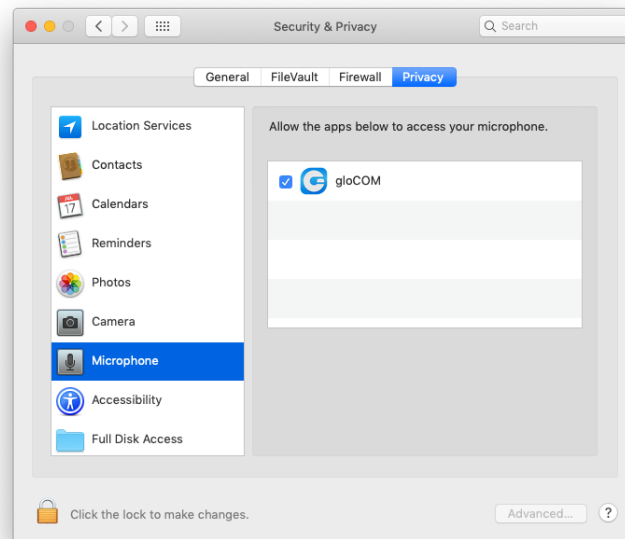 Security & Privacy
Search
General
FileVault
Firewall
Privacy
Location Services
Contacts
JUL
17
Calendars
Reminders
Photos
Camera
Microphone
Accessibility
Full Disk Access
Allow the apps below to access your microphone.
gloCOM
Click the lock to make changes.
Advanced...
?